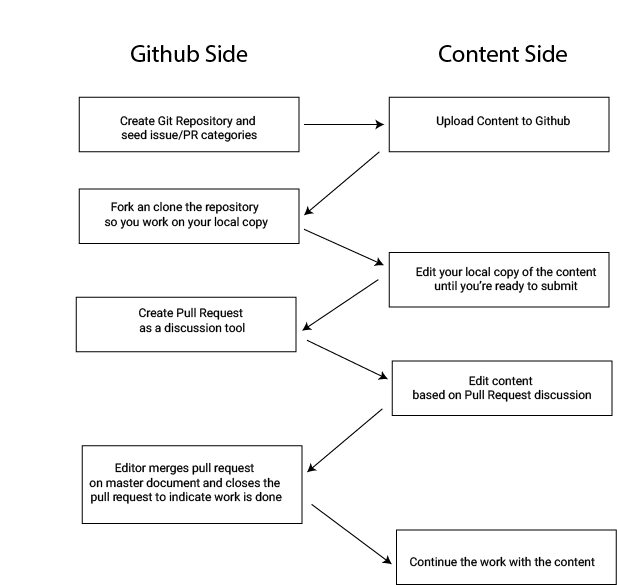 Github Side
Content Side
Create Git Repository and
seed issue/PR categories
Upload Content to Github
Fork an clone the repository
so you work on your local copy
Edit your local copy of the content
until you're ready to submit
Create Pull Request
as a discussion tool
Edit content
based on Pull Request discussion
Editor merges pull request
on master document and closes the
pull request to indicate work is done
Continue the work with the content